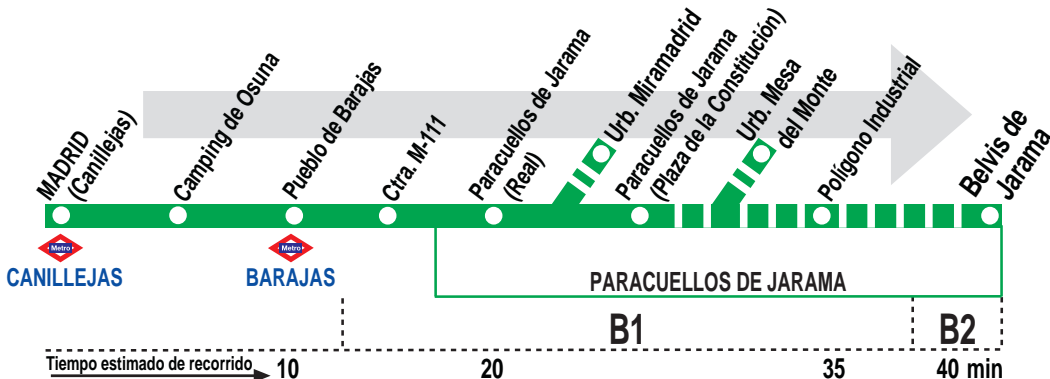 MADRID
(Canillejas)
Camping de Osuna
Pueblo de Barajas
Ctra. M-111
Paracuellos de Jarama
(Real)
Urb. Miramadrid
Paracuellos de Jarama
(Plaza de la Constitución)
Urb. Mesa
del Monte
Polígono Industrial
Belvis de
Jarama
Metro
CANILLEJAS
Metro
BARAJAS
PARACUELLOS DE JARAMA
B1
B2
Tiempo estimado de recorrido
10
20
35
40 min